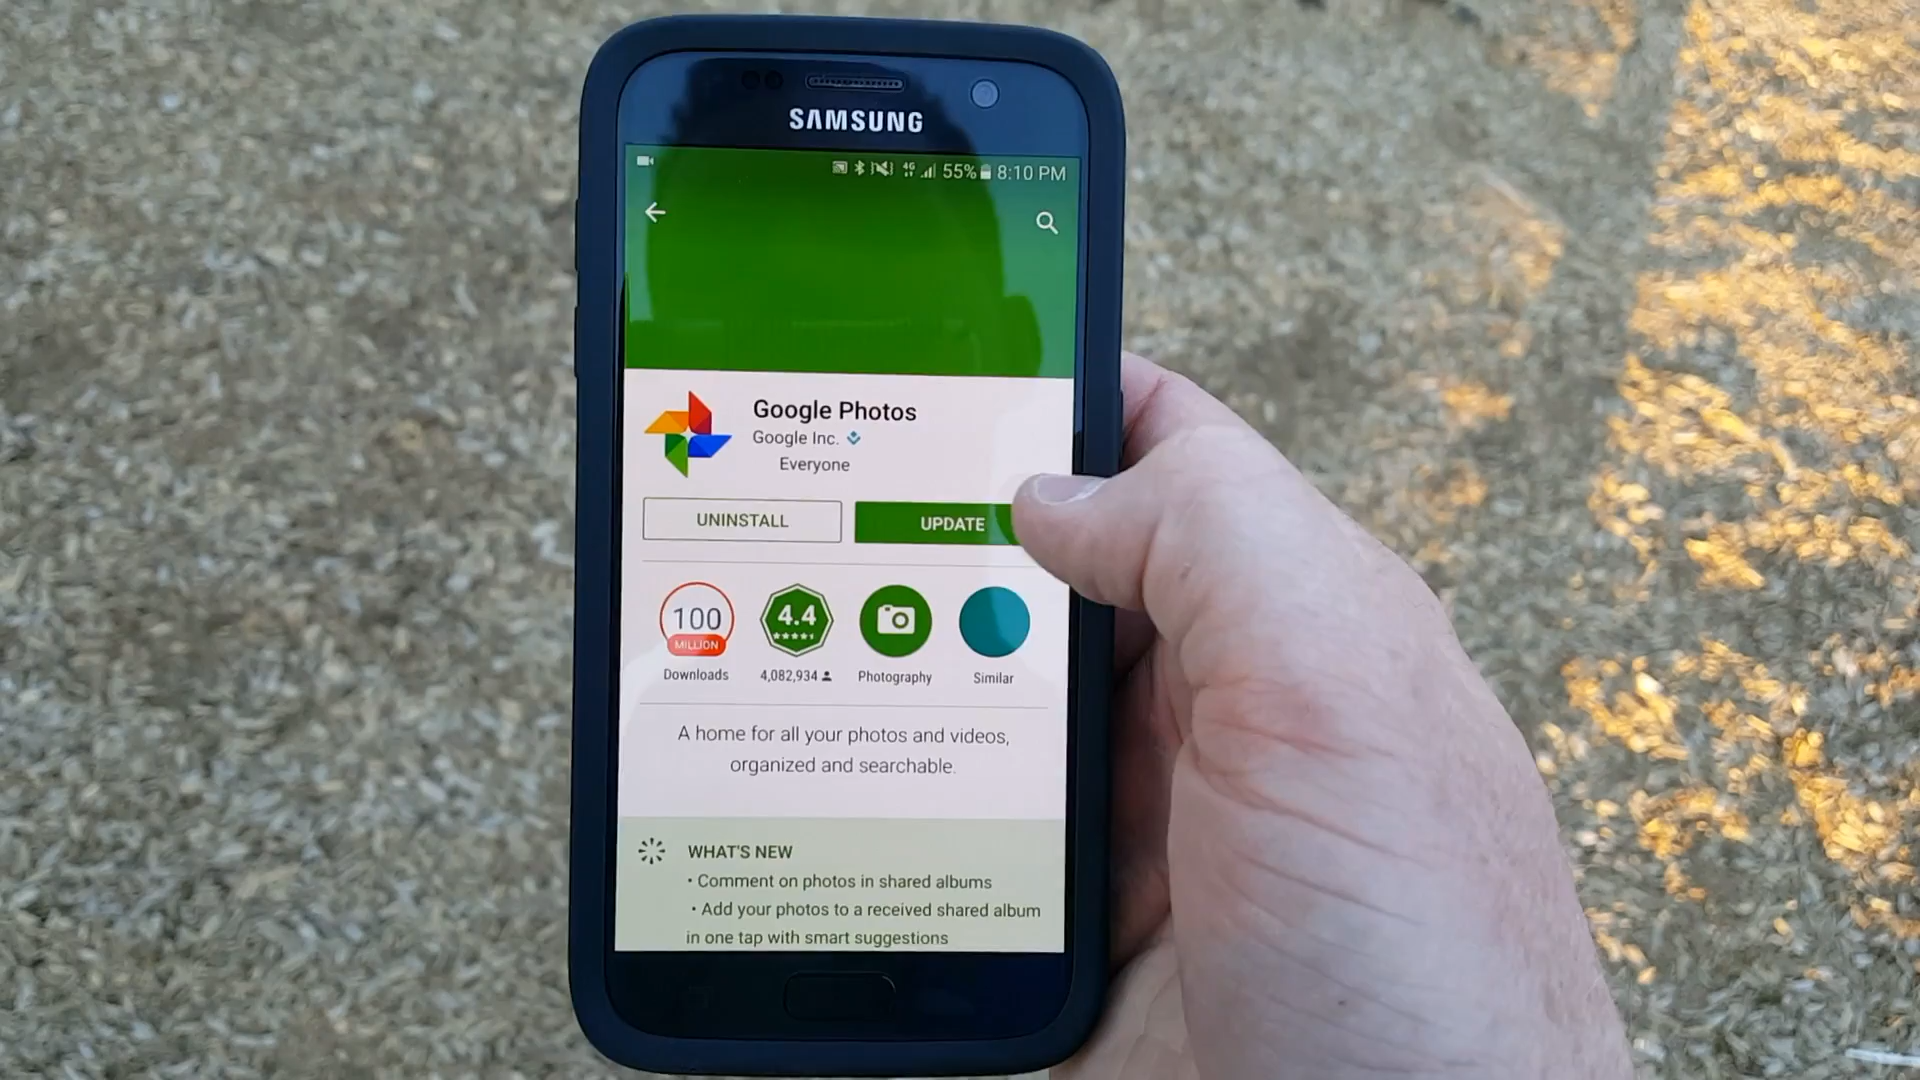 SAMSUNG
4G 55% 8:10 PM
Google Photos
Google Inc.
Everyone
UNINSTALL
UPDATE
100
MILLION
Downloads
4.4
4,082,934
Photography
Similar
A home for all your photos and videos,
organized and searchable.
WHAT'S NEW
• Comment on photos in shared albums
• Add your photos to a received shared album
in one tap with smart suggestions